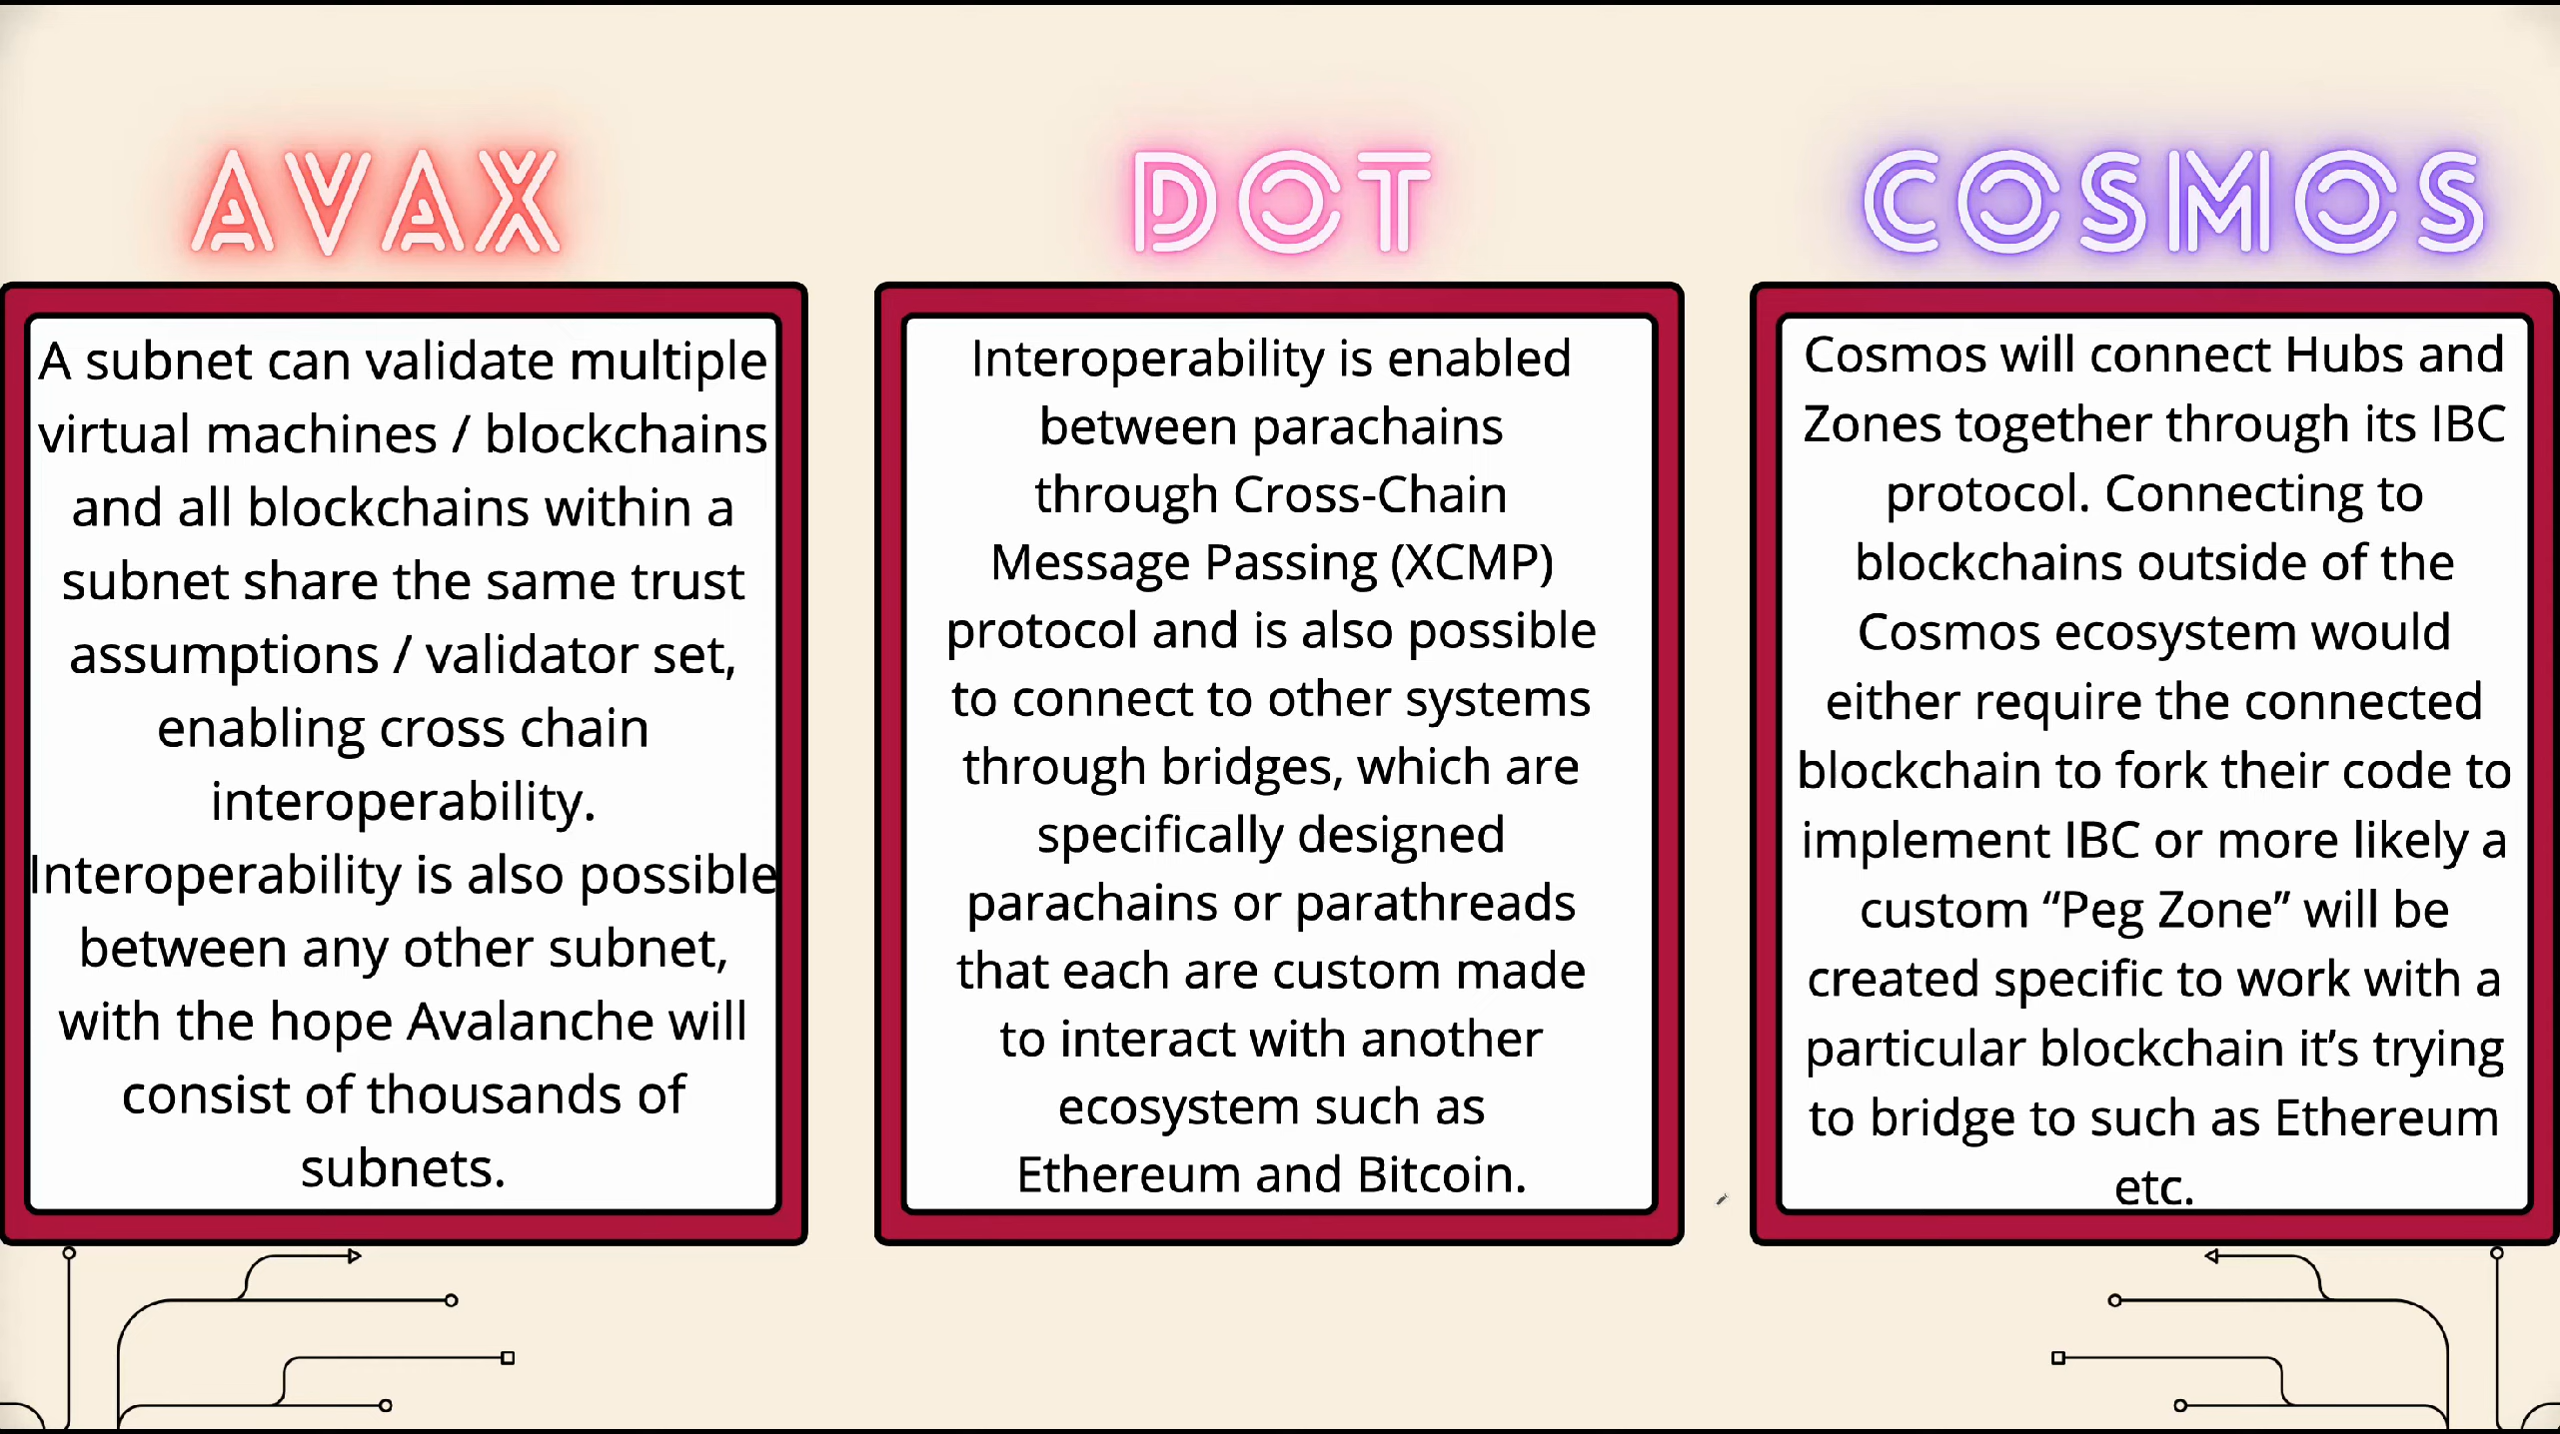 AVAX
A subnet can validate multiple
virtual machines / blockchains
and all blockchains within a
subnet share the same trust
assumptions / validator set,
enabling cross chain
interoperability.
Interoperability is also possible
between any other subnet,
with the hope Avalanche will
consist of thousands of
subnets.
DOT
Interoperability is enabled
between parachains
through Cross-Chain
Message Passing (XCMP)
protocol and is also possible
to connect to other systems
through bridges, which are
specifically designed
parachains or parathreads
that each are custom made
to interact with another
ecosystem such as
Ethereum and Bitcoin.
COSMOS
Cosmos will connect Hubs and
Zones together through its IBC
protocol. Connecting to
blockchains outside of the
Cosmos ecosystem would
either require the connected
blockchain to fork their code to
implement IBC or more likely a
custom “Peg Zone” will be
created specific to work with a
particular blockchain it’s trying
to bridge to such as Ethereum
etc.